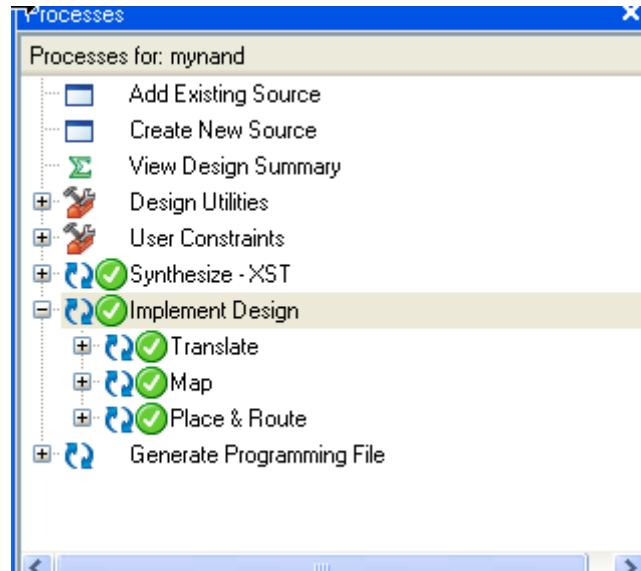 Processes
Processes for: mynand
Add Existing Source
Create New Source
View Design Summary
Design Utilities
User Constraints
Synthesize - XST
Implement Design
Translate
Map
Place & Route
Generate Programming File